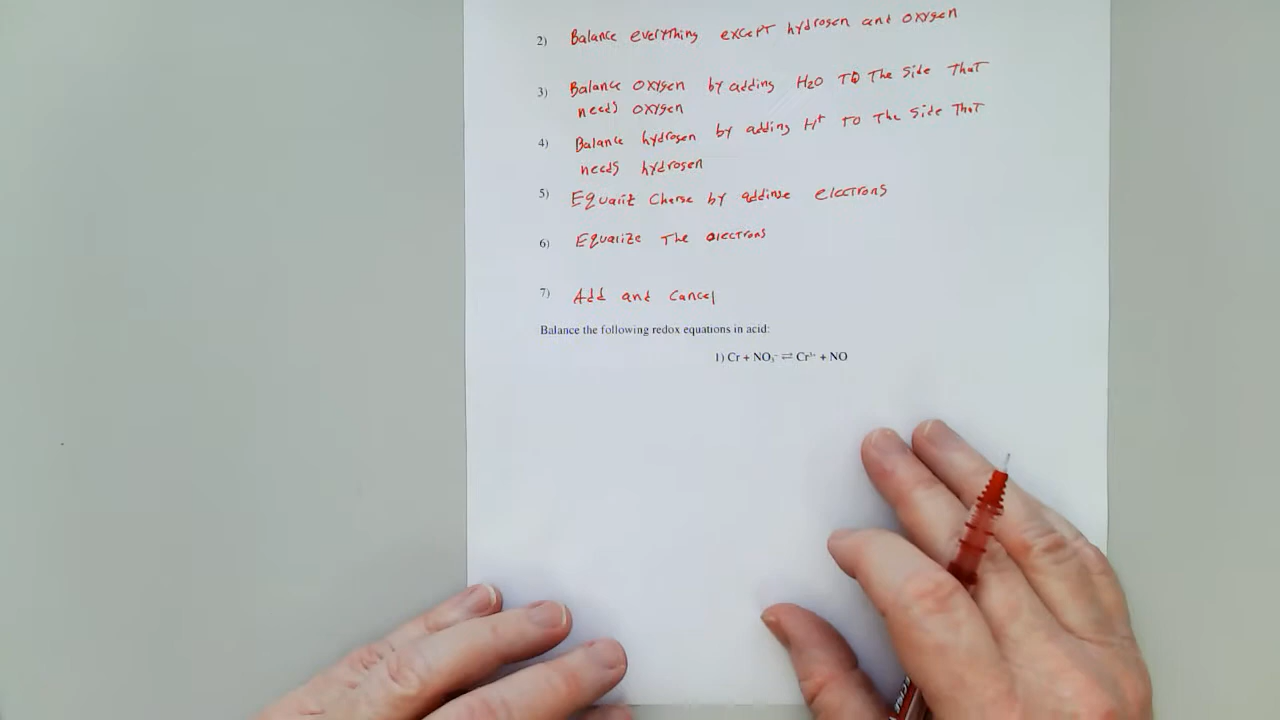 2) Balance everything except hydrogen and oxygen
3) Balance oxygen by adding H2O TO The Side ThaT
needs oxygen
4) Balance hydrogen by adding H+ TO The Side ThaT
needs hydrogen
5) Equaliz Charge by addinge electrons
6) Equalize The electrons
7) Add and Cancel
Balance the following redox equations in acid:
1) Cr + NO₃⁻ ⇌ Cr³⁺ + NO